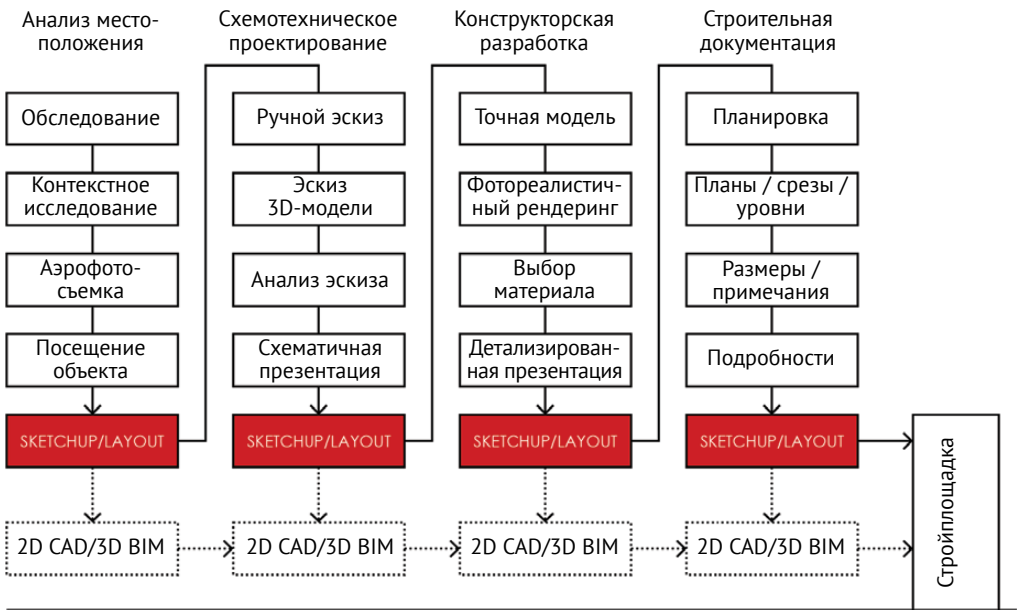 Анализ место-
положения
Обследование
Контекстное
исследование
Аэрофото-
съемка
Посещение
объекта
SKETCHUP/LAYOUT
2D CAD/3D BIM
Схемотехническое
проектирование
Ручной эскиз
Эскиз
3D-модели
Анализ эскиза
Схематичная
презентация
SKETCHUP/LAYOUT
2D CAD/3D BIM
Конструкторская
разработка
Точная модель
Фотореалистич-
ный рендеринг
Выбор
материала
Детализирован-
ная презентация
SKETCHUP/LAYOUT
2D CAD/3D BIM
Строительная
документация
Планировка
Планы / срезы /
уровни
Размеры /
примечания
Подробности
SKETCHUP/LAYOUT
2D CAD/3D BIM
Стройплощадка